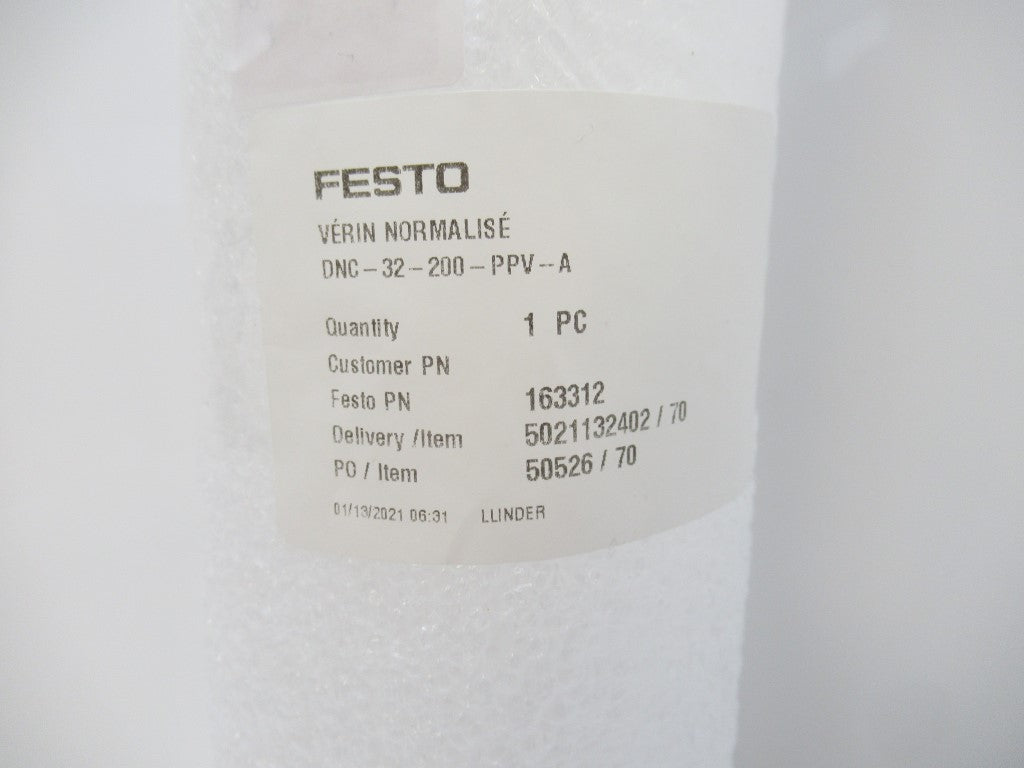 FESTO
VÉRIN NORMALISÉ
DNC-32-200-PPV-A
Quantity 1 PC
Customer PN
Festo PN 163312
Delivery /Item 5021132402 / 70
PO / Item 50526 / 70
01/13/2021 06:31 LLINDER